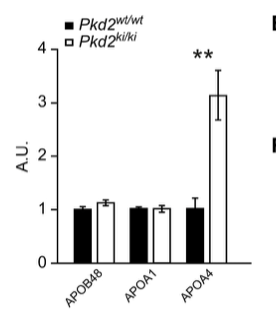 Pkd2wt/wt
Pkd2ki/ki
4
**
3
A.U.
2
1
0
APOB48
APOA1
APOA4